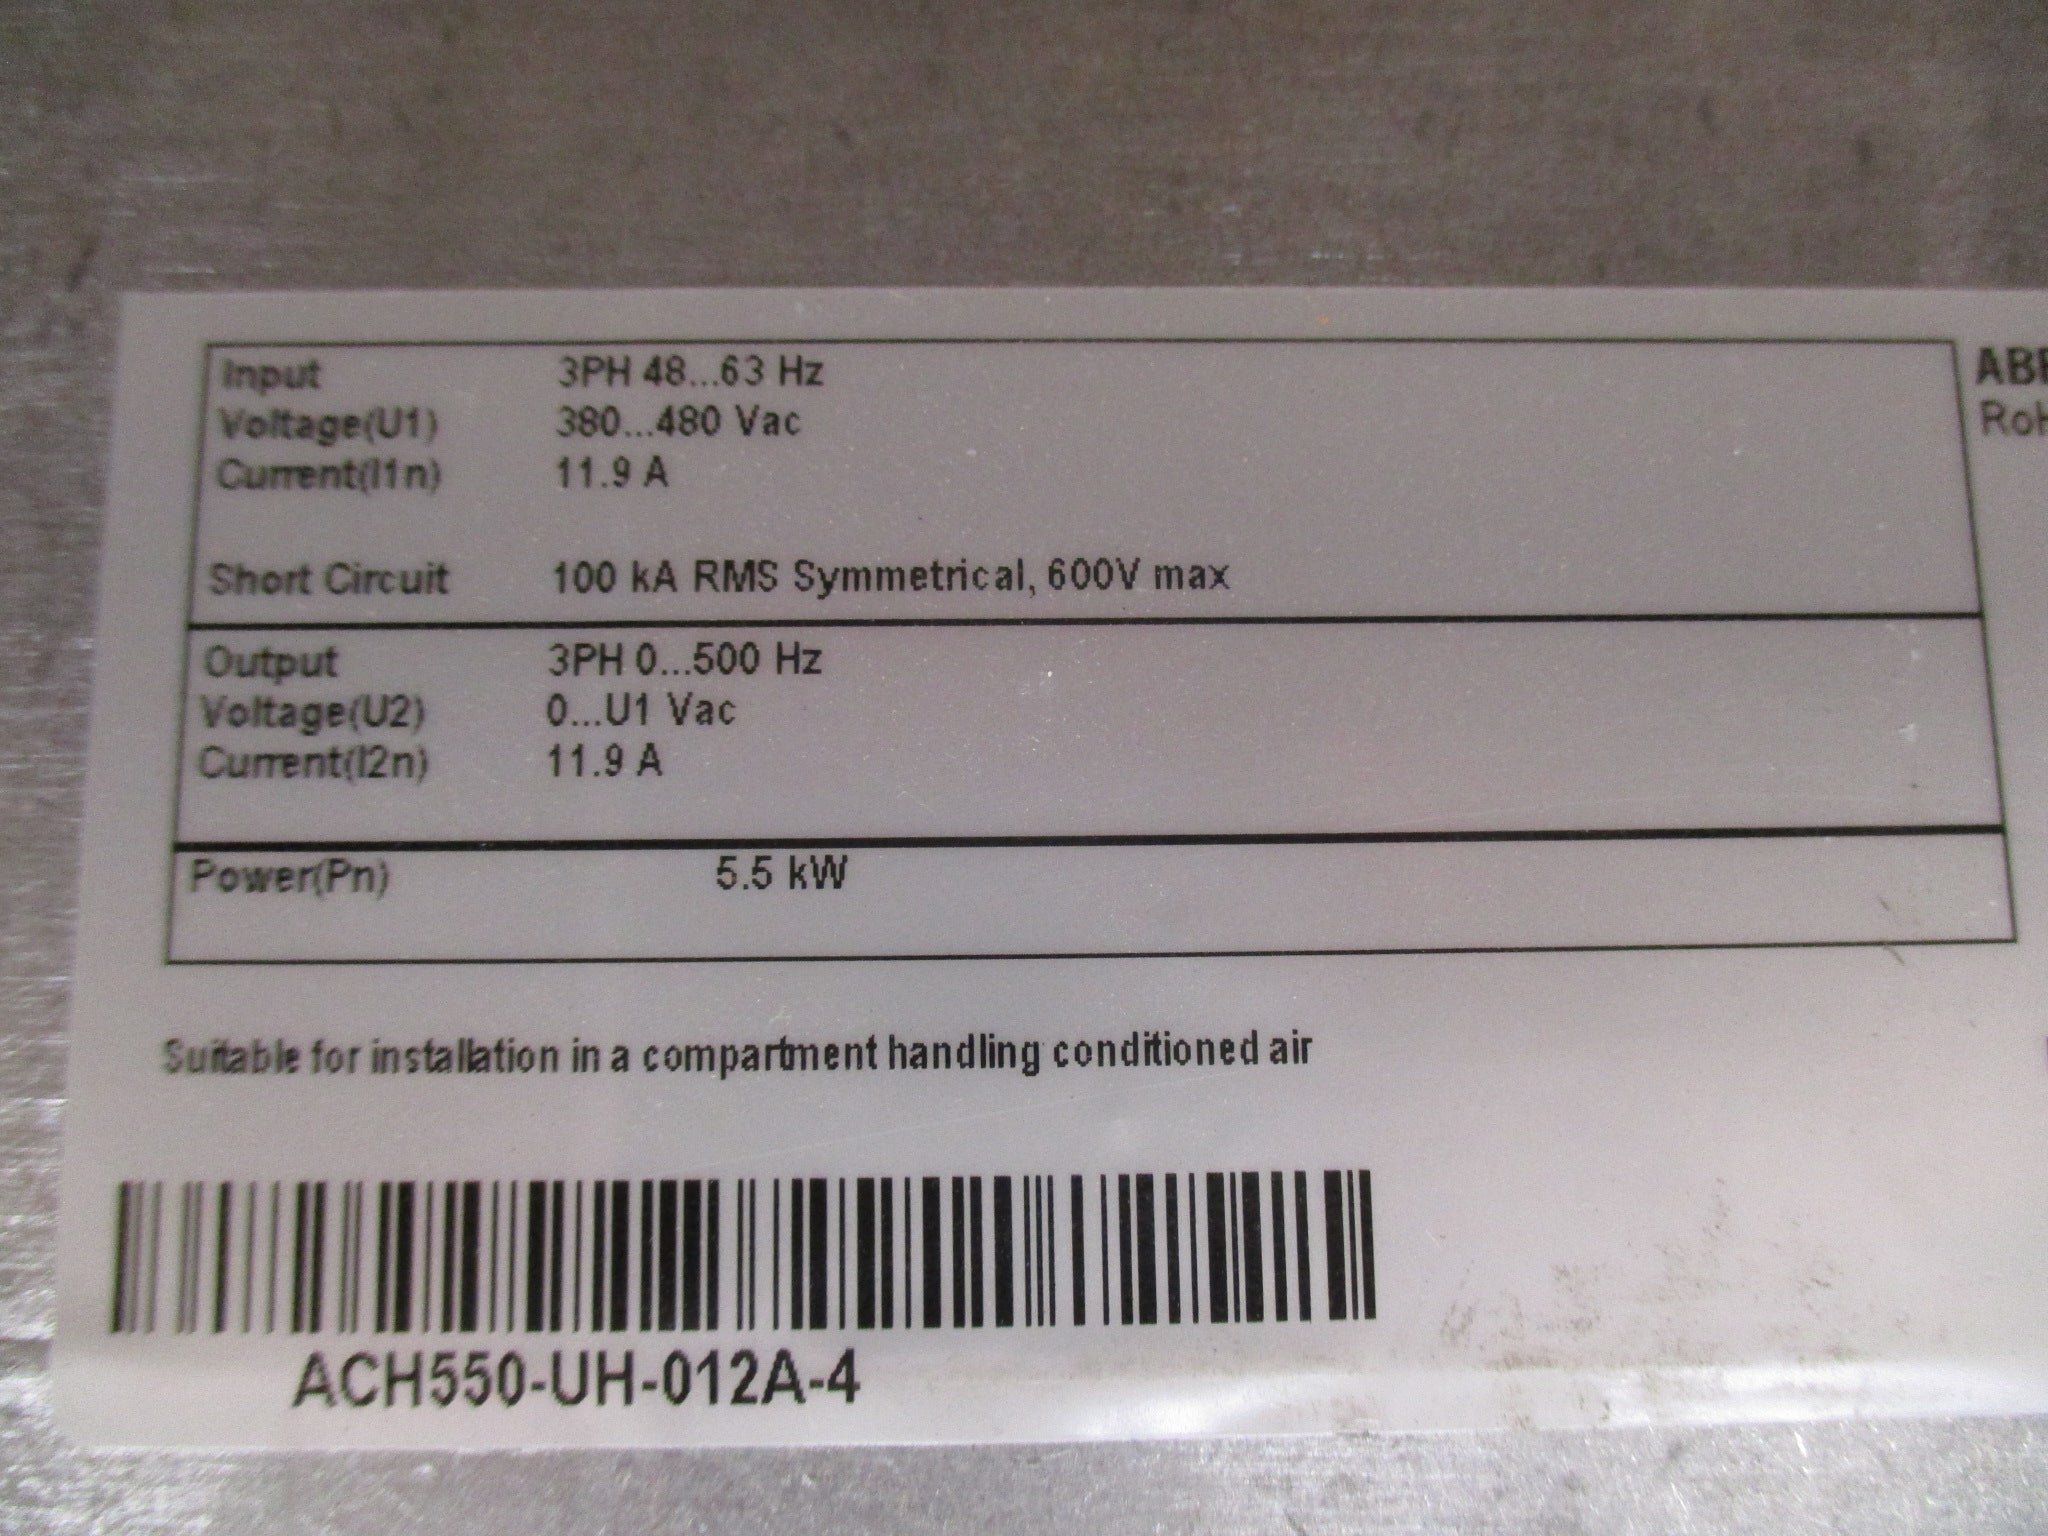 Input 3PH 48...63 Hz
Voltage(U1) 380...480 Vac
Current(I1n) 11.9 A
Short Circuit 100 kA RMS Symmetrical, 600V max
Output 3PH 0...500 Hz
Voltage(U2) 0...U1 Vac
Current(I2n) 11.9 A
Power(Pn) 5.5 kW
Suitable for installation in a compartment handling conditioned air
ACH550-UH-012A-4